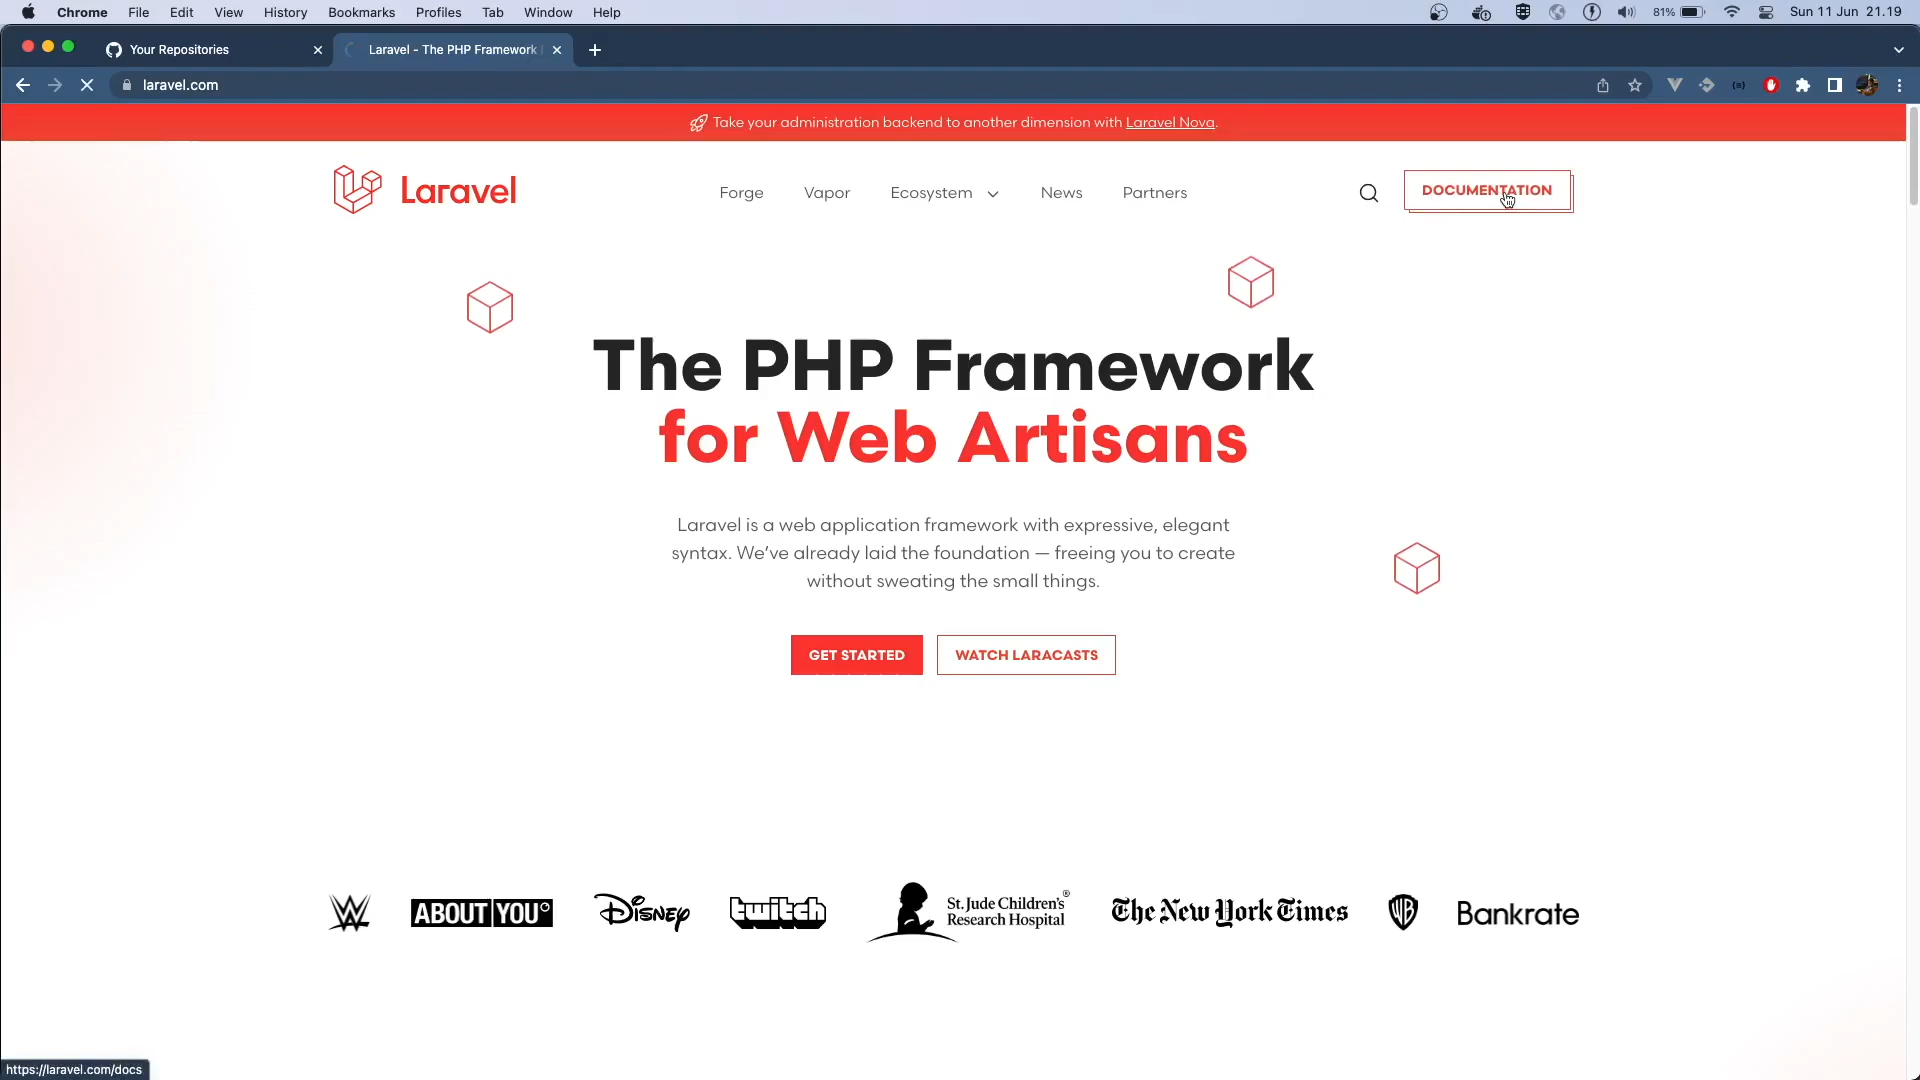 Chrome File Edit View History Bookmarks Profiles Tab Window Help 81% Sun 11 Jun 21.19
Your Repositories Laravel - The PHP Framework
laravel.com
Take your administration backend to another dimension with Laravel Nova.
Laravel Forge Vapor Ecosystem News Partners DOCUMENTATION
The PHP Framework
for Web Artisans
Laravel is a web application framework with expressive, elegant
syntax. We've already laid the foundation — freeing you to create
without sweating the small things.
GET STARTED WATCH LARACASTS
W ABOUT YOU Disney twitch St. Jude Children's® Research Hospital The New York Times WB Bankrate
https://laravel.com/docs